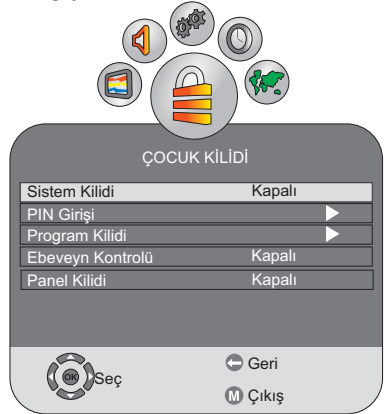 ÇOCUK KİLİDİ
Sistem Kilidi Kapalı
PIN Girişi
Program Kilidi
Ebeveyn Kontrolü Kapalı
Panel Kilidi Kapalı
OK Seç
Geri
M Çıkış